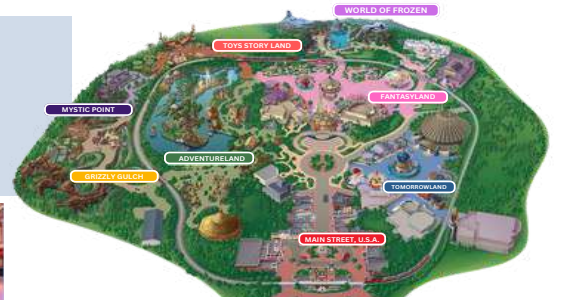 WORLD OF FROZEN
TOYS STORY LAND
FANTASYLAND
MYSTIC POINT
ADVENTURELAND
GRIZZLY GULCH
TOMORROWLAND
MAIN STREET, U.S.A.